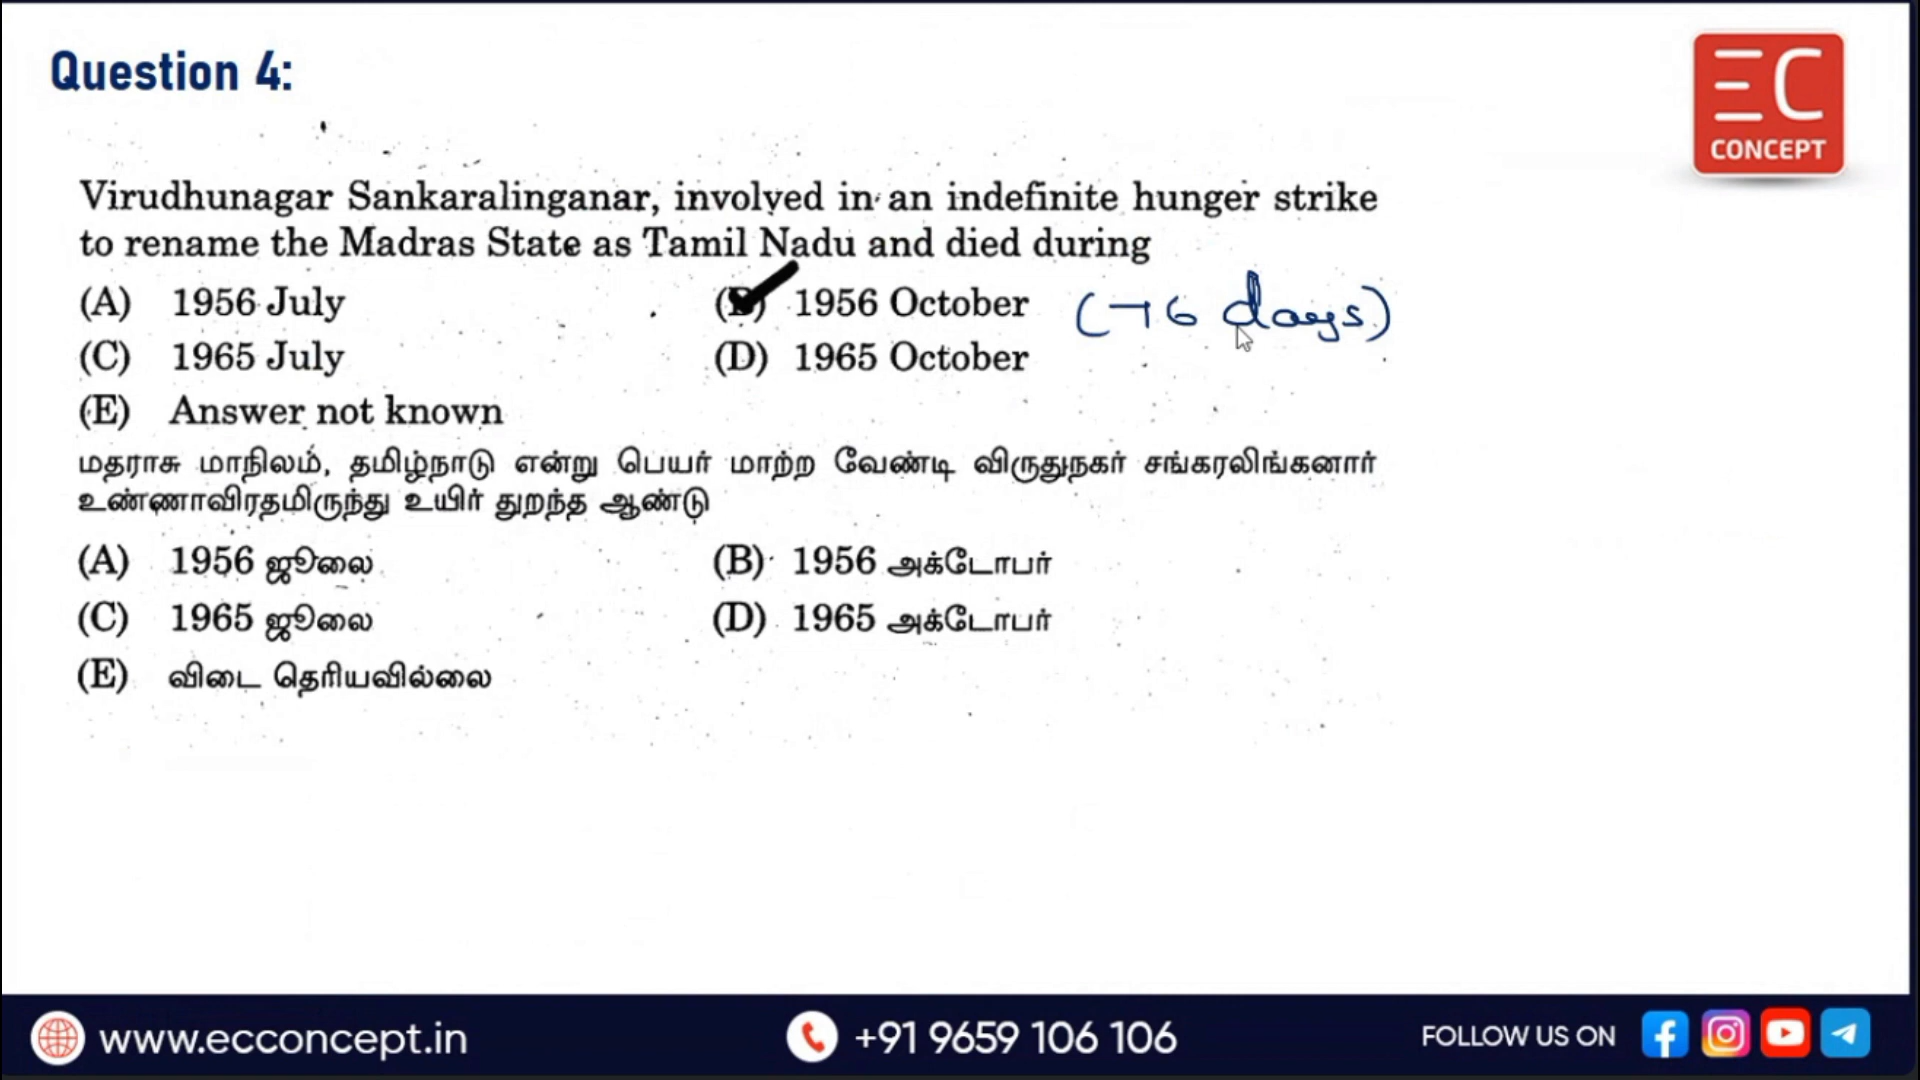 Question 4:
EC
CONCEPT
Virudhunagar Sankaralinganar, involved in an indefinite hunger strike
to rename the Madras State as Tamil Nadu and died during
(A) 1956 July
(B) 1956 October (76 days)
(C) 1965 July
(D) 1965 October
(E) Answer not known
மதராசு மாநிலம், தமிழ்நாடு என்று பெயர் மாற்ற வேண்டி விருதுநகர் சங்கரலிங்கனார்
உண்ணாவிரதமிருந்து உயிர் துறந்த ஆண்டு
(A) 1956 ஜூலை
(B) 1956 அக்டோபர்
(C) 1965 ஜூலை
(D) 1965 அக்டோபர்
(E) விடை தெரியவில்லை
www.ecconcept.in
+91 9659 106 106
FOLLOW US ON